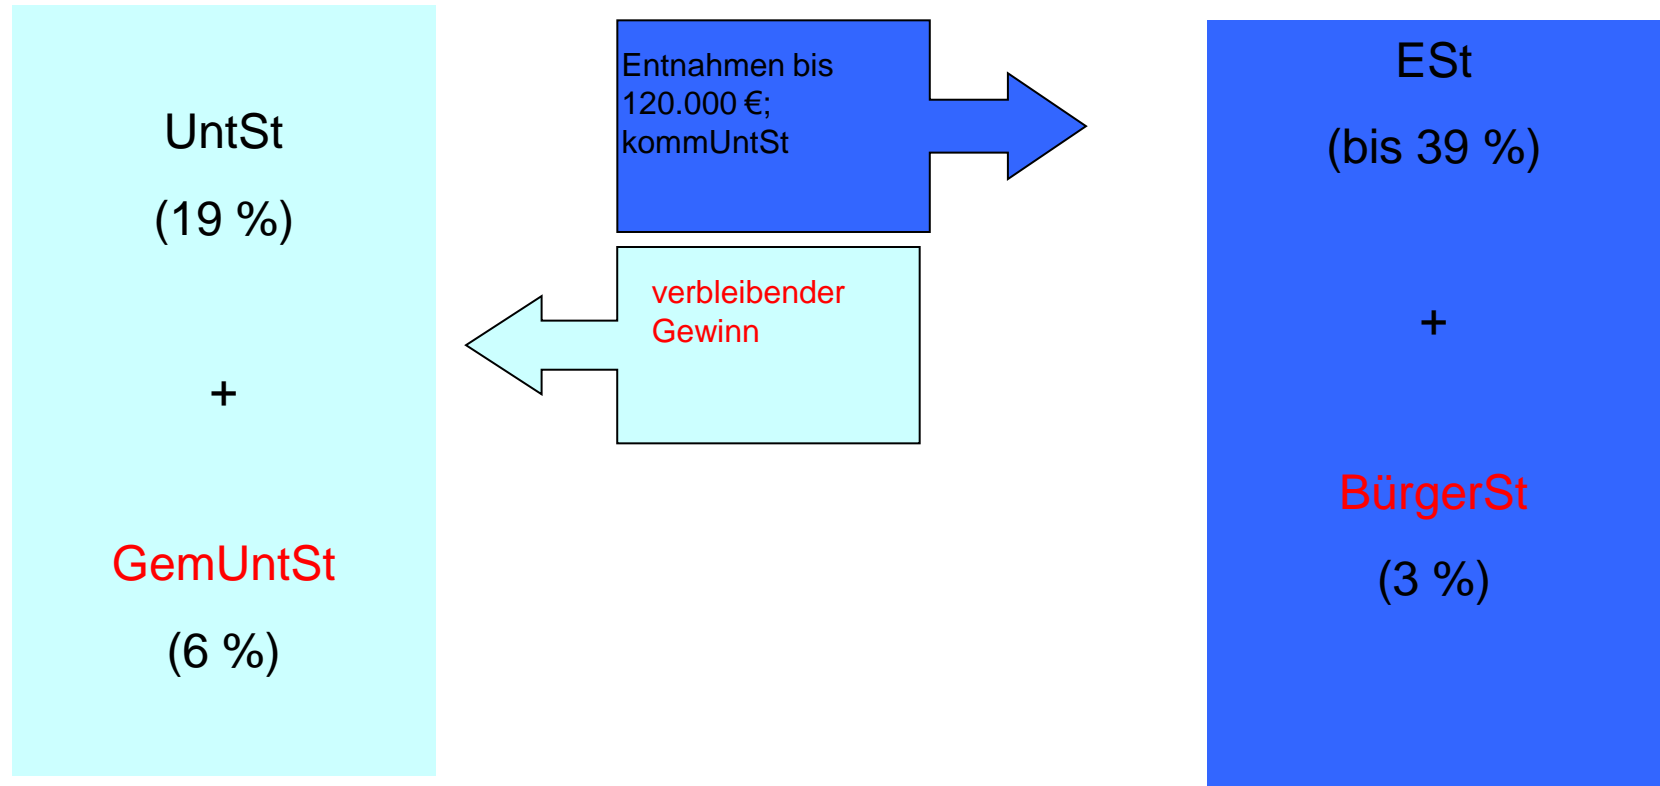 UntSt
(19 %)
+
GemUntSt
(6 %)
Entnahmen bis
120.000 €;
kommUntSt
verbleibender
Gewinn
ESt
(bis 39 %)
+
BürgerSt
(3 %)